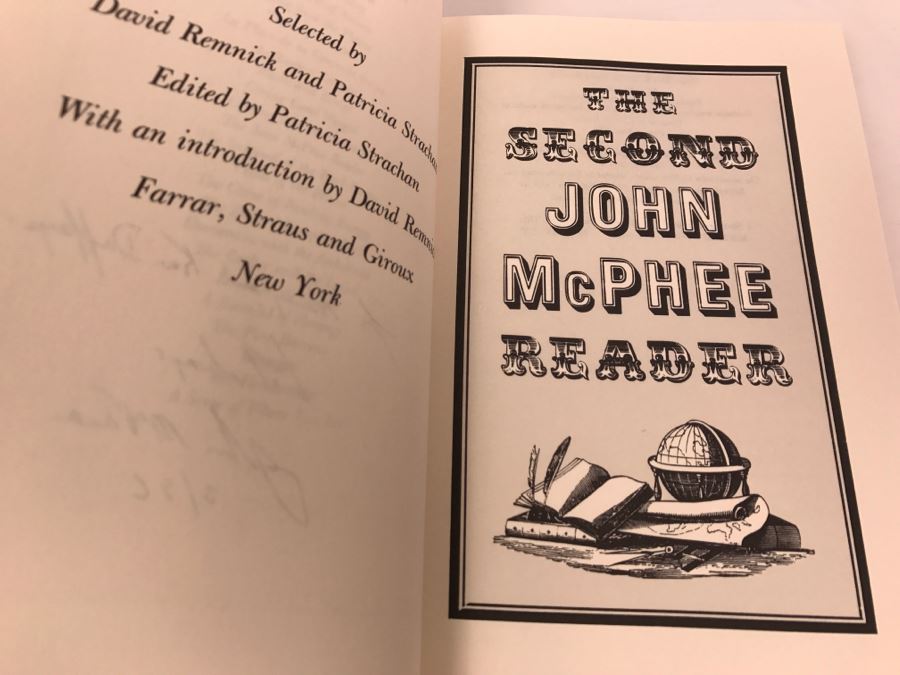 Selected by
David Remnick and Patricia Strachan
Edited by Patricia Strachan
With an introduction by David Remnick
Farrar, Straus and Giroux
New York
THE
SECOND
JOHN
McPHEE
READER